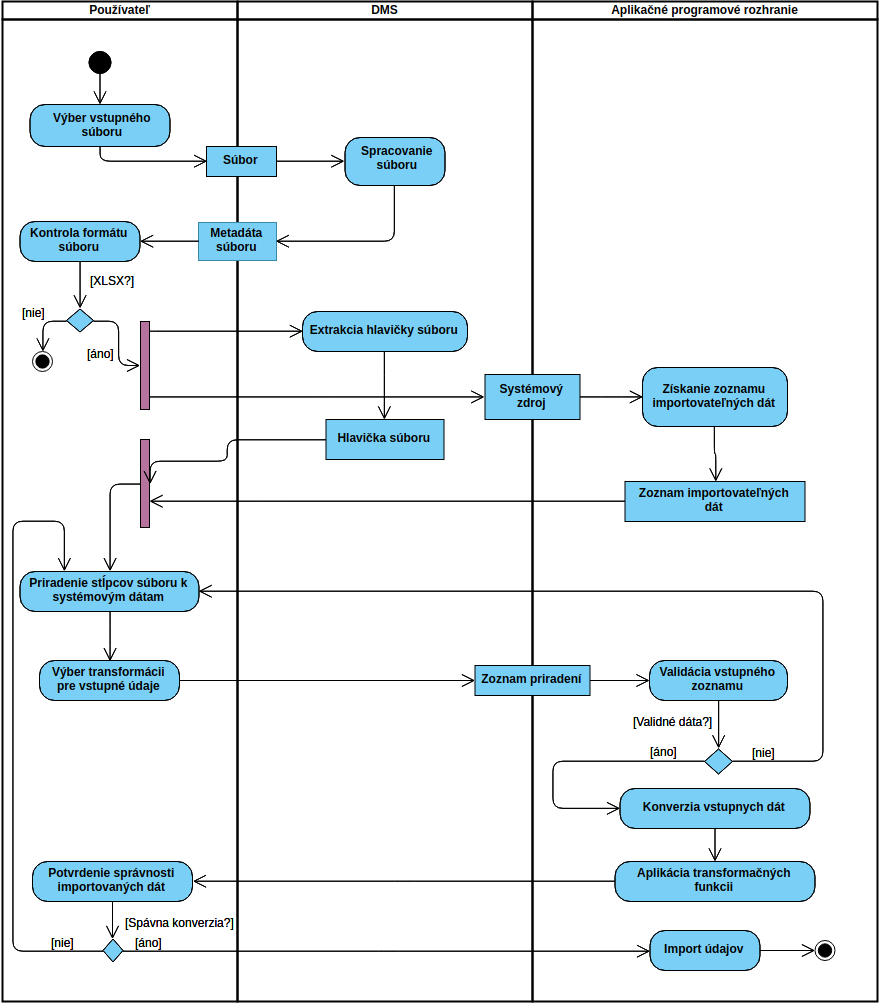 Používateľ
DMS
Aplikačné programové rozhranie
Výber vstupného
súboru
Súbor
Spracovanie
súboru
Kontrola formátu
súboru
Metadáta
súboru
[XLSX?]
[nie]
[áno]
Extrakcia hlavičky súboru
Systémový
zdroj
Získanie zoznamu
importovateľných dát
Hlavička súboru
Zoznam importovateľných
dát
Priradenie stĺpcov súboru k
systémovým dátam
Výber transformácii
pre vstupné údaje
Zoznam priradení
Validácia vstupného
zoznamu
[Validné dáta?]
[áno]
[nie]
Konverzia vstupnych dát
Potvrdenie správnosti
importovaných dát
Aplikácia transformačných
funkcii
[Spávna konverzia?]
[nie]
[áno]
Import údajov